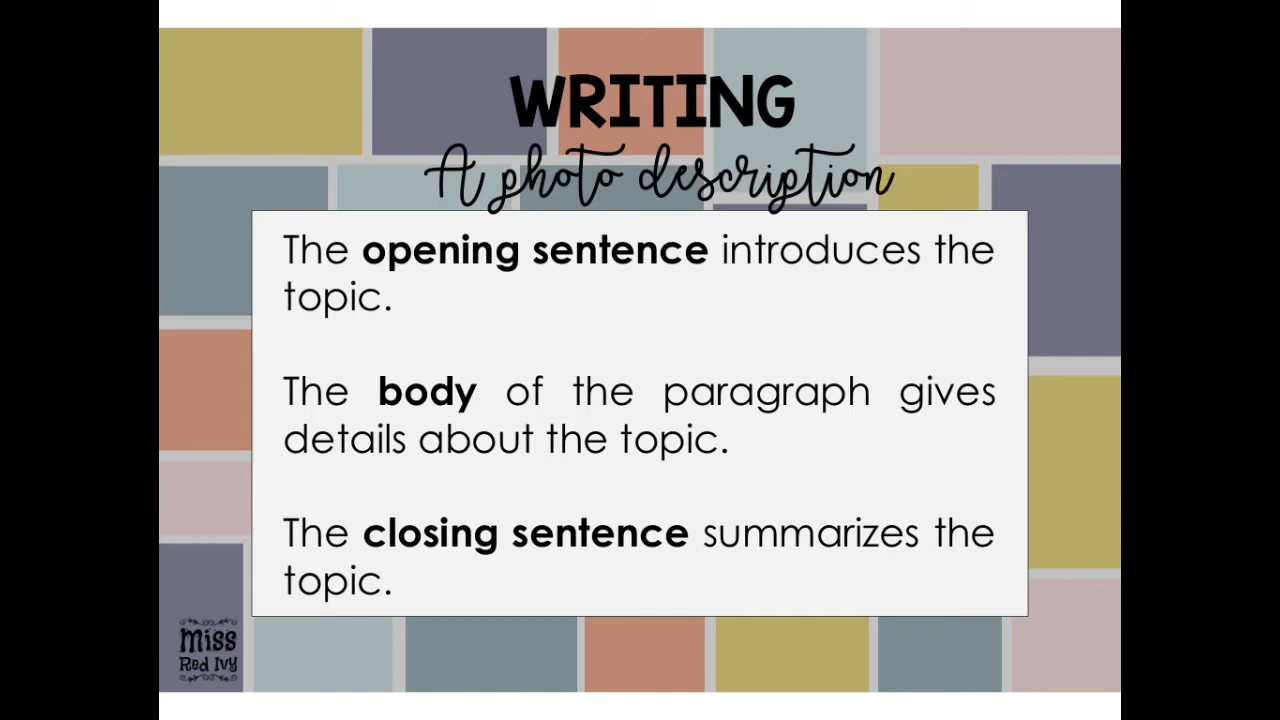 WRITING
A photo description
The opening sentence introduces the
topic.
The body of the paragraph gives
details about the topic.
The closing sentence summarizes the
topic.
Miss
Red Ivy